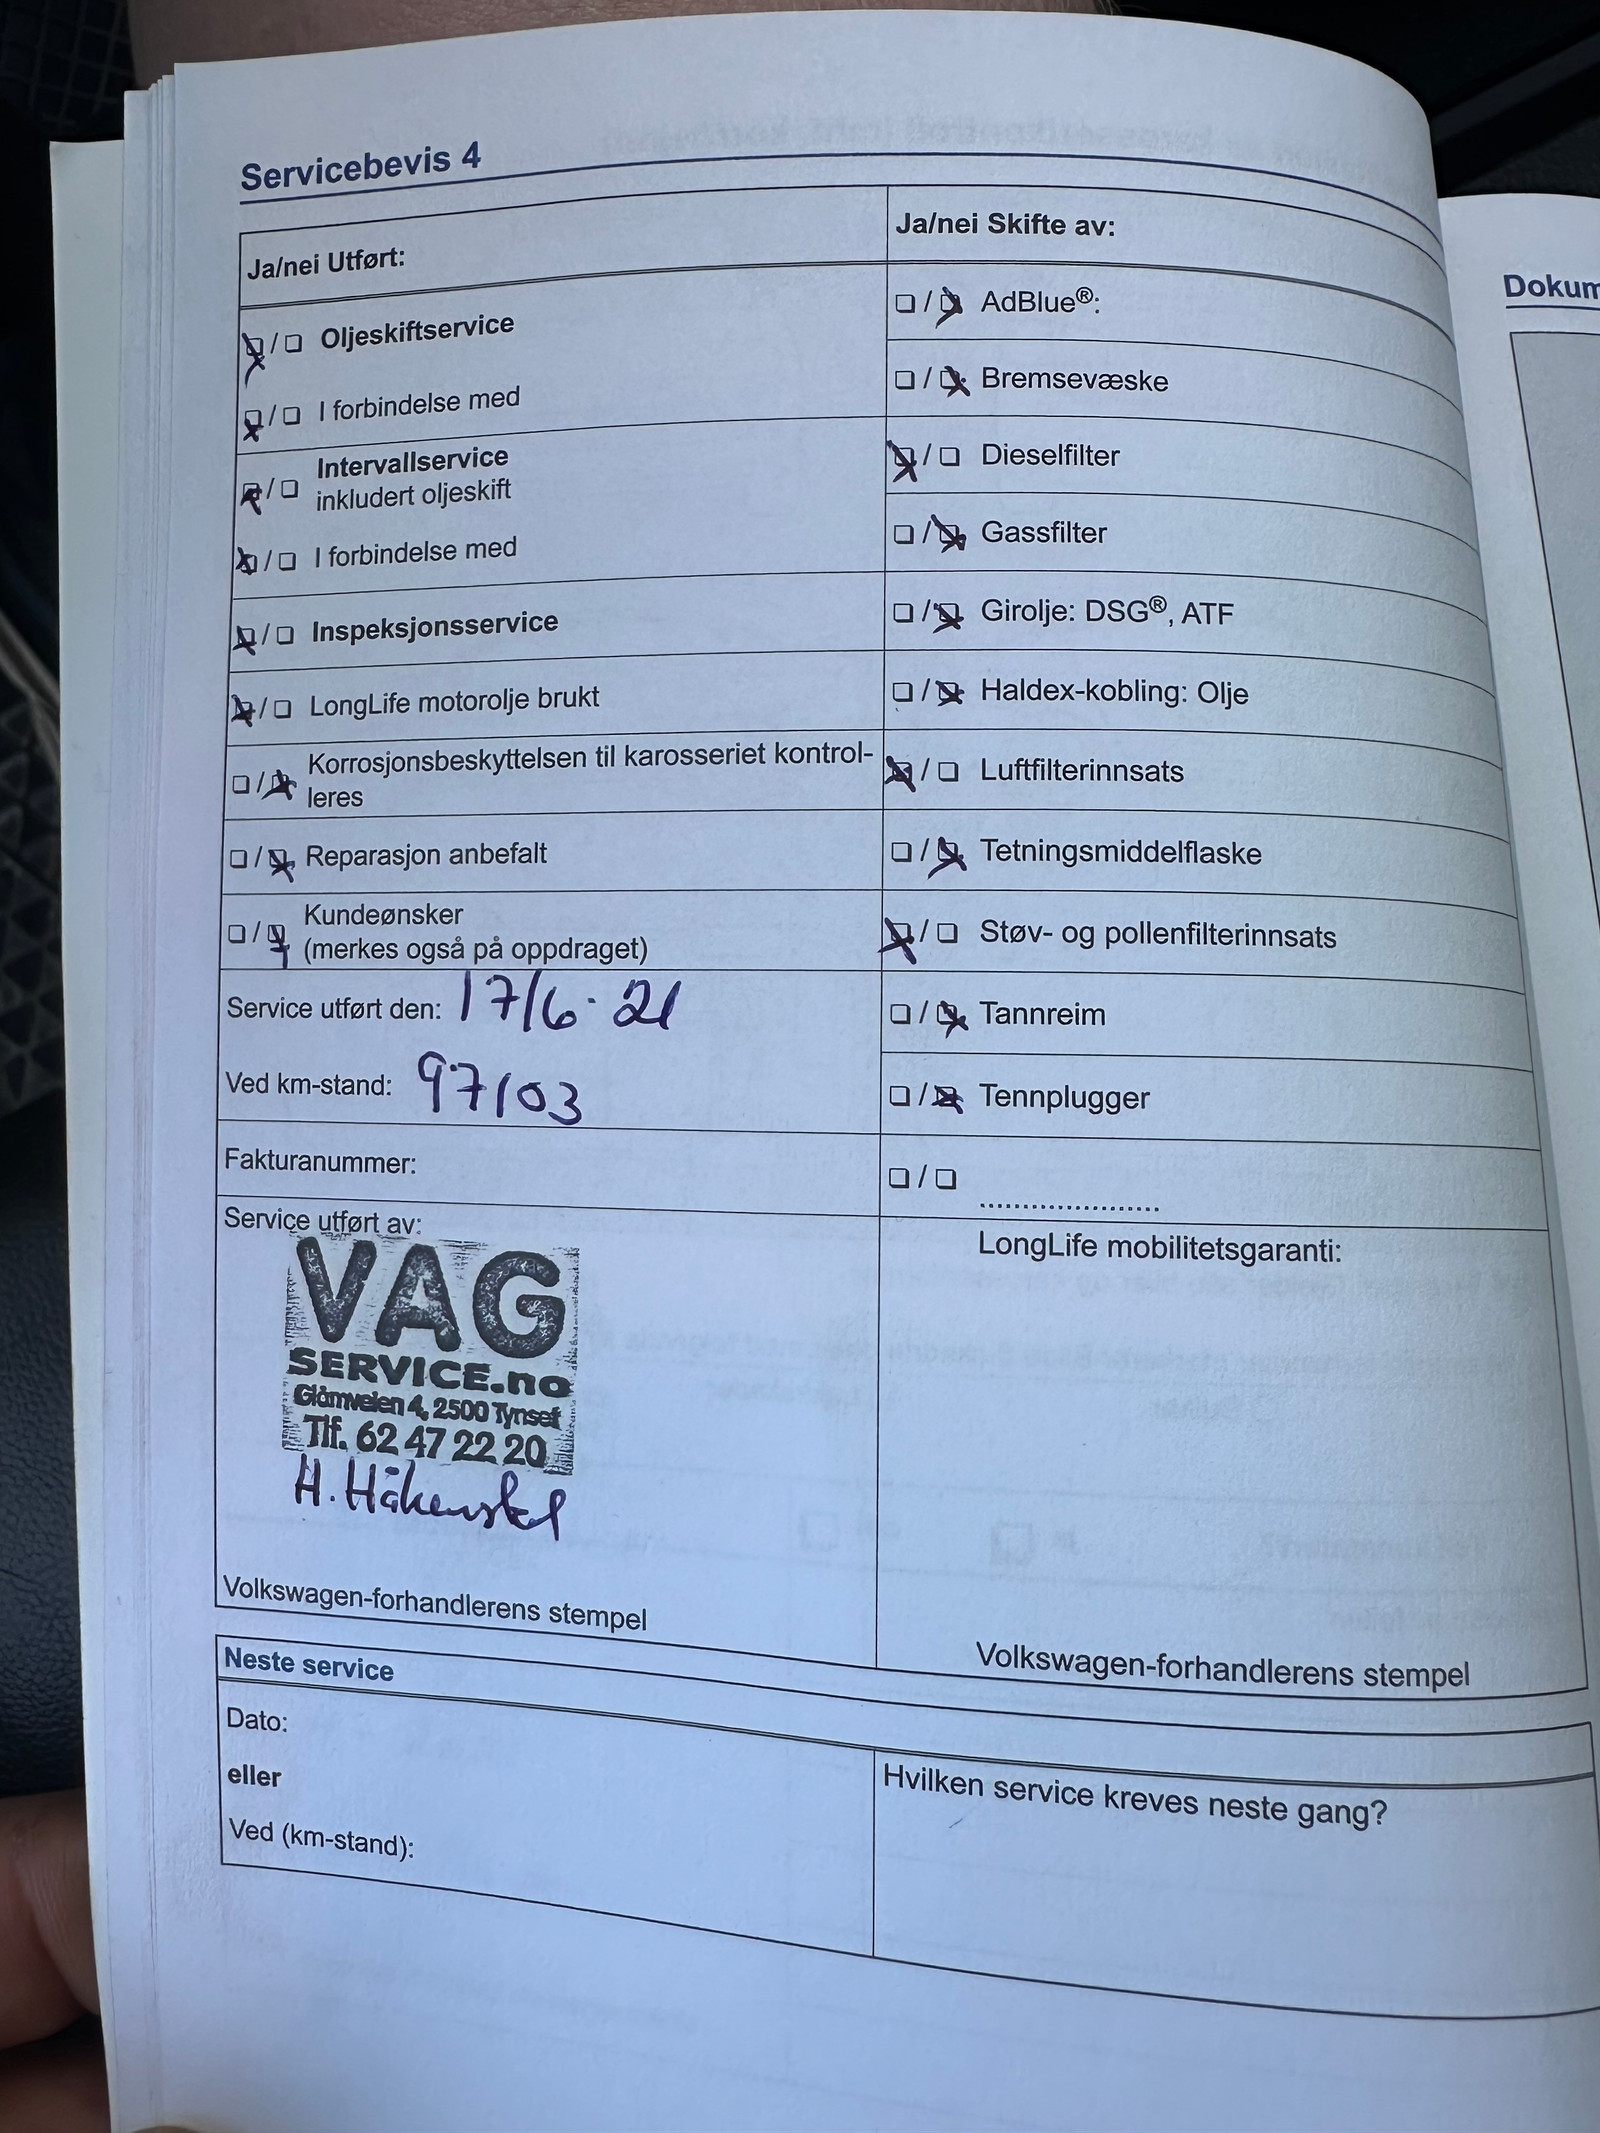 Servicebevis 4
Ja/nei Utført:
☒/☐ Oljeskiftservice
☒/☐ I forbindelse med
☒/☐ Intervallservice
inkludert oljeskift
☒/☐ I forbindelse med
☒/☐ Inspeksjonsservice
☒/☐ LongLife motorolje brukt
☐/☒ Korrosjonsbeskyttelsen til karosseriet kontrol-
leres
☐/☒ Reparasjon anbefalt
☐/☒ Kundeønsker
(merkes også på oppdraget)
Service utført den: 17/6-21
Ved km-stand: 97103
Fakturanummer:
Service utført av:
VAG
SERVICE.no
Glåmveien 4, 2500 Tynset
Tlf. 62 47 22 20
Volkswagen-forhandlerens stempel
Ja/nei Skifte av:
☐/☒ AdBlue®:
☐/☒ Bremsevæske
☒/☐ Dieselfilter
☐/☒ Gassfilter
☐/☒ Girolje: DSG®, ATF
☐/☒ Haldex-kobling: Olje
☒/☐ Luftfilterinnsats
☐/☒ Tetningsmiddelflaske
☒/☐ Støv- og pollenfilterinnsats
☐/☒ Tannreim
☐/☒ Tennplugger
☐/☐ .....................
LongLife mobilitetsgaranti:
Volkswagen-forhandlerens stempel
Neste service
Dato:
eller
Ved (km-stand):
Hvilken service kreves neste gang?